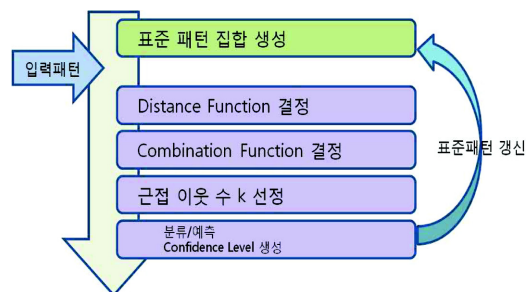 표준 패턴 집합 생성
입력패턴
Distance Function 결정
Combination Function 결정
표준패턴 갱신
근접 이웃 수 k 선정
분류/예측
Confidence Level 생성